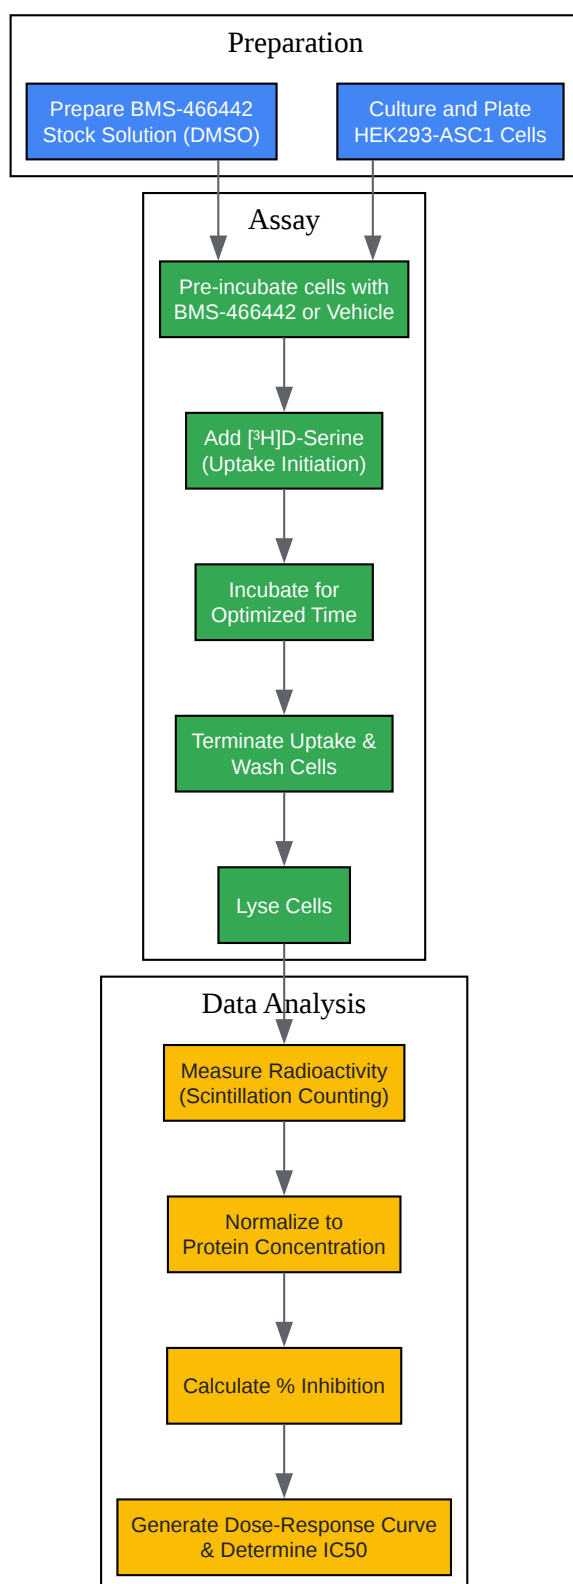 Preparation
Prepare BMS-466442
Stock Solution (DMSO)
Culture and Plate
HEK293-ASC1 Cells
Assay
Pre-incubate cells with
BMS-466442 or Vehicle
Add [³H]D-Serine
(Uptake Initiation)
Incubate for
Optimized Time
Terminate Uptake &
Wash Cells
Lyse Cells
Data Analysis
Measure Radioactivity
(Scintillation Counting)
Normalize to
Protein Concentration
Calculate % Inhibition
Generate Dose-Response Curve
& Determine IC50